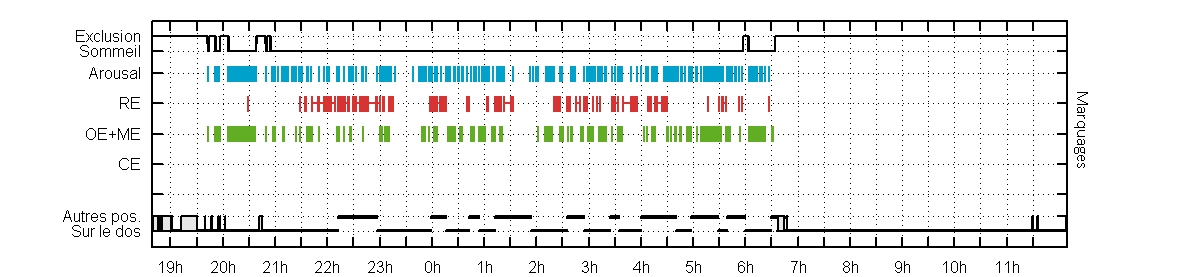 Exclusion
Sommeil
Arousal
RE
OE+ME
CE
Autres pos.
Sur le dos
Marquages
19h 20h 21h 22h 23h 0h 1h 2h 3h 4h 5h 6h 7h 8h 9h 10h 11h